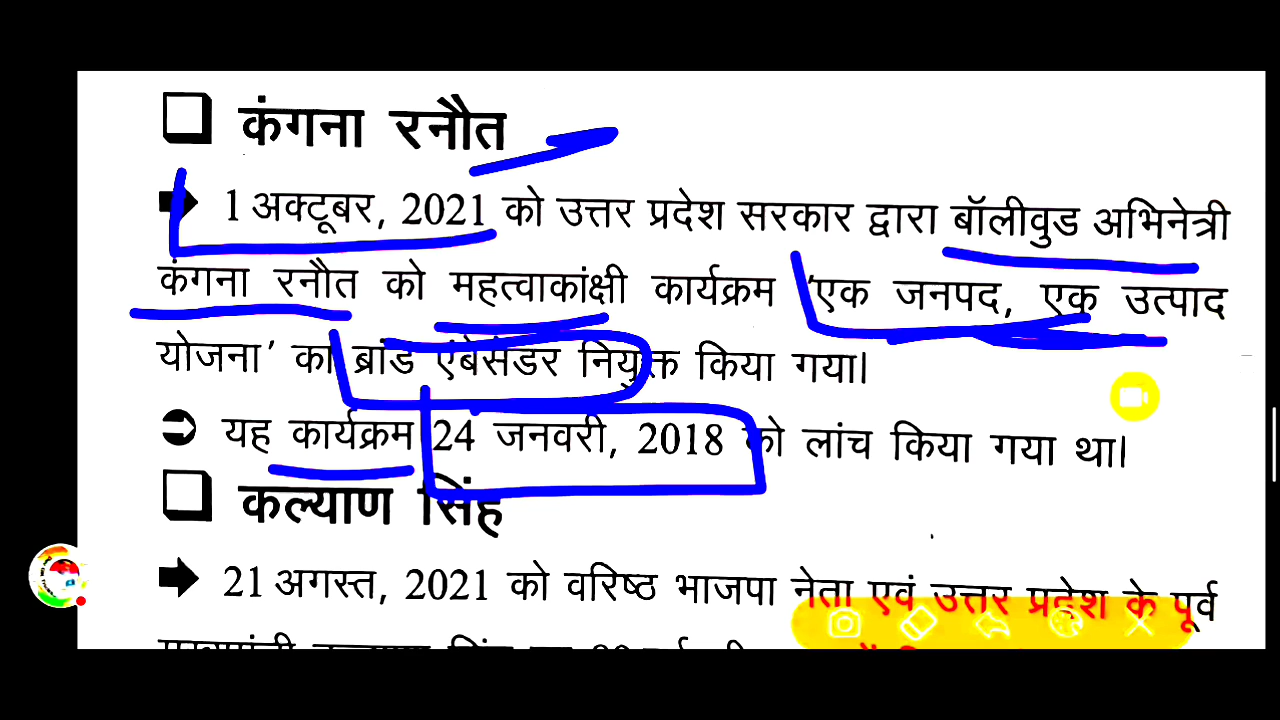 कंगना रनौत
1 अक्टूबर, 2021 को उत्तर प्रदेश सरकार द्वारा बॉलीवुड अभिनेत्री
कंगना रनौत को महत्वाकांक्षी कार्यक्रम 'एक जनपद, एक उत्पाद
योजना' का ब्रांड एंबेसडर नियुक्त किया गया।
यह कार्यक्रम 24 जनवरी, 2018 को लांच किया गया था।
कल्याण सिंह
21 अगस्त, 2021 को वरिष्ठ भाजपा नेता एवं उत्तर प्रदेश के पूर्व